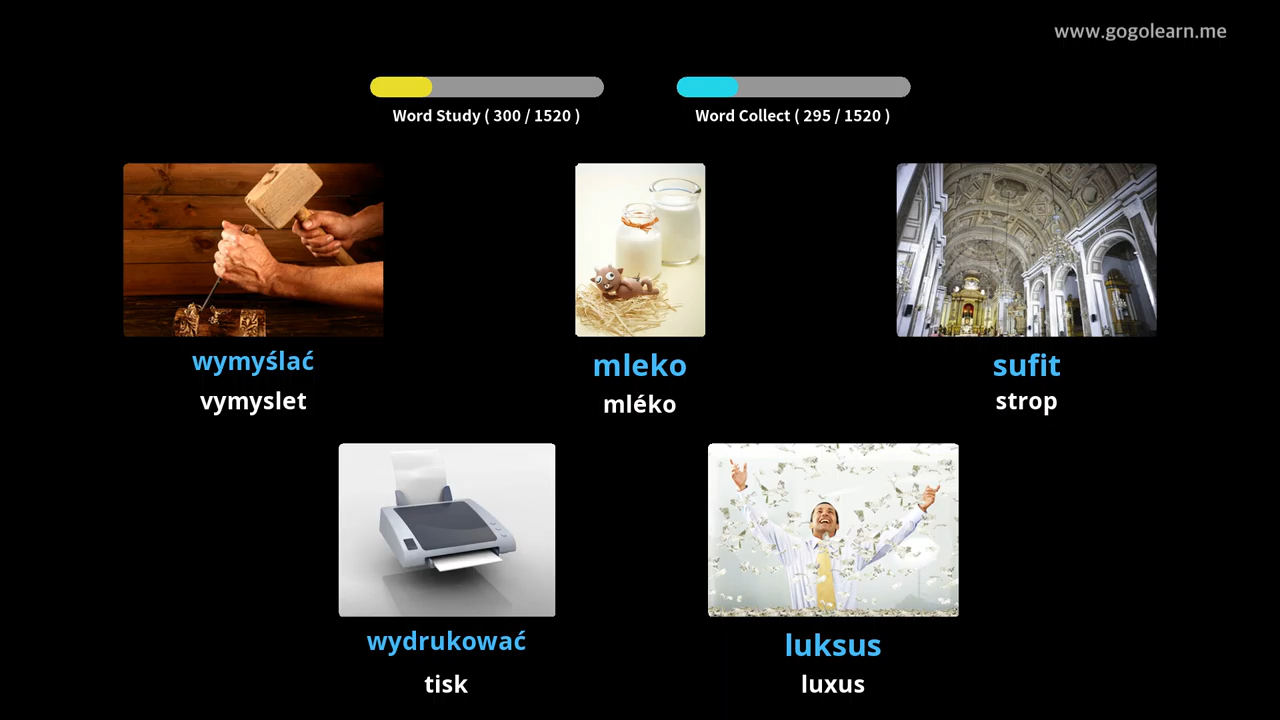 www.gogolearn.me
Word Study ( 300 / 1520 )
Word Collect ( 295 / 1520 )
wymyślać
vymyslet
mleko
mléko
sufit
strop
wydrukować
tisk
luksus
luxus